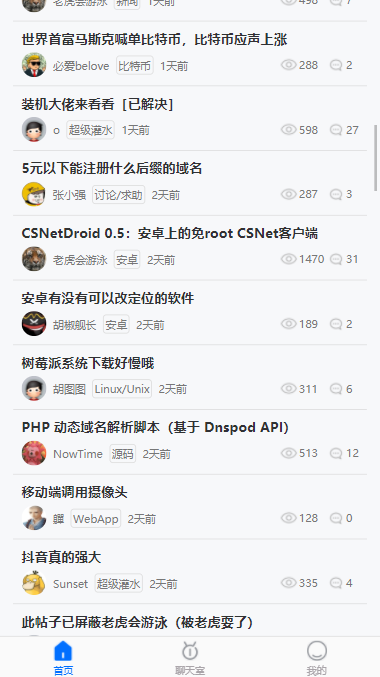 老虎会游泳 新闻 1天前 498 7
世界首富马斯克喊单比特币，比特币应声上涨
必爱belove 比特币 1天前 288 2
装机大佬来看看［已解决］
o 超级灌水 1天前 598 27
5元以下能注册什么后缀的域名
张小强 讨论/求助 2天前 287 3
CSNetDroid 0.5：安卓上的免root CSNet客户端
老虎会游泳 安卓 2天前 1470 31
安卓有没有可以改定位的软件
胡椒舰长 安卓 2天前 189 2
树莓派系统下载好慢哦
胡图图 Linux/Unix 2天前 311 6
PHP 动态域名解析脚本（基于 Dnspod API）
NowTime 源码 2天前 513 12
移动端调用摄像头
WebApp 2天前 128 0
抖音真的强大
Sunset 超级灌水 2天前 335 4
此帖子已屏蔽老虎会游泳（被老虎耍了）
首页 聊天室 我的